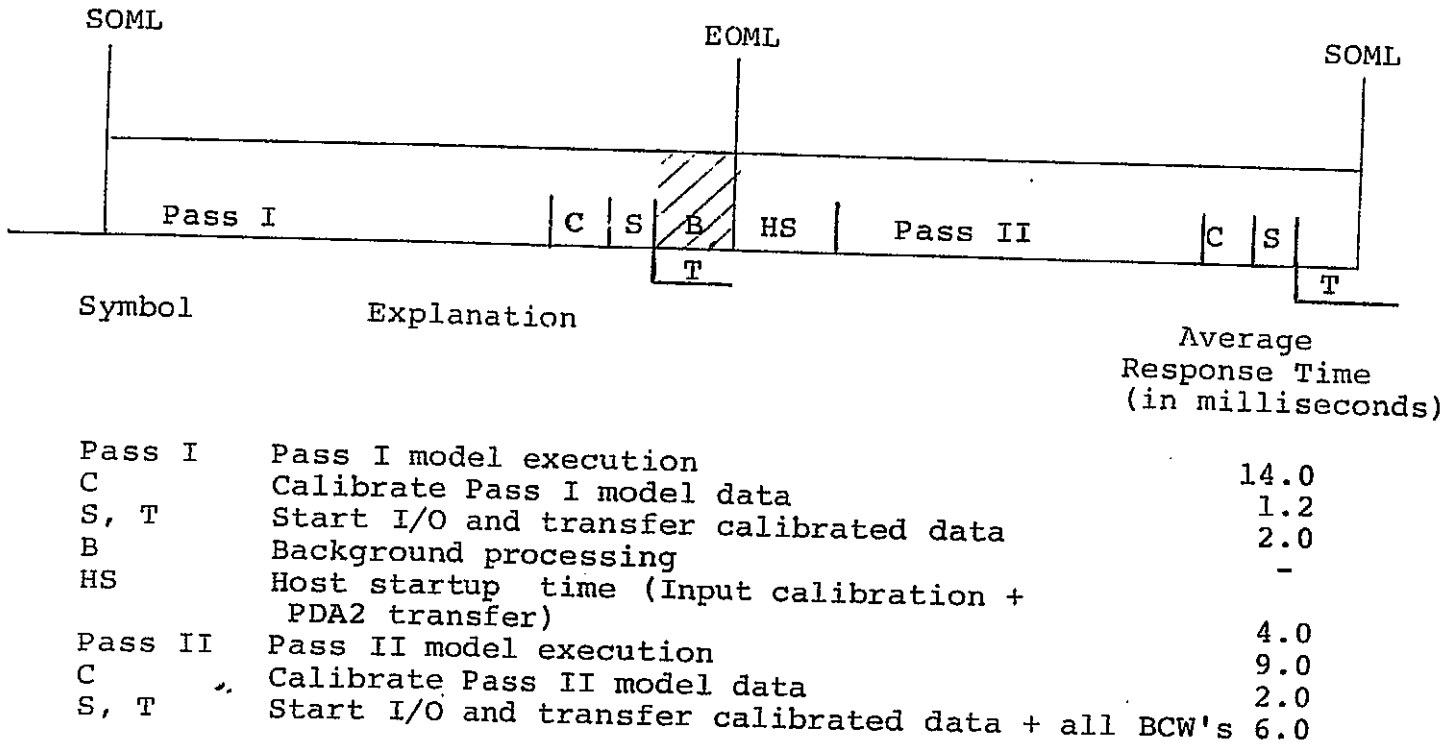 SOML EOML SOML
Pass I C S B HS Pass II C S
T T
Symbol Explanation Average
Response Time
(in milliseconds)
Pass I Pass I model execution 14.0
C Calibrate Pass I model data 1.2
S, T Start I/O and transfer calibrated data 2.0
B Background processing -
HS Host startup time (Input calibration +
PDA2 transfer) 4.0
Pass II Pass II model execution 9.0
C Calibrate Pass II model data 2.0
S, T Start I/O and transfer calibrated data + all BCW's 6.0